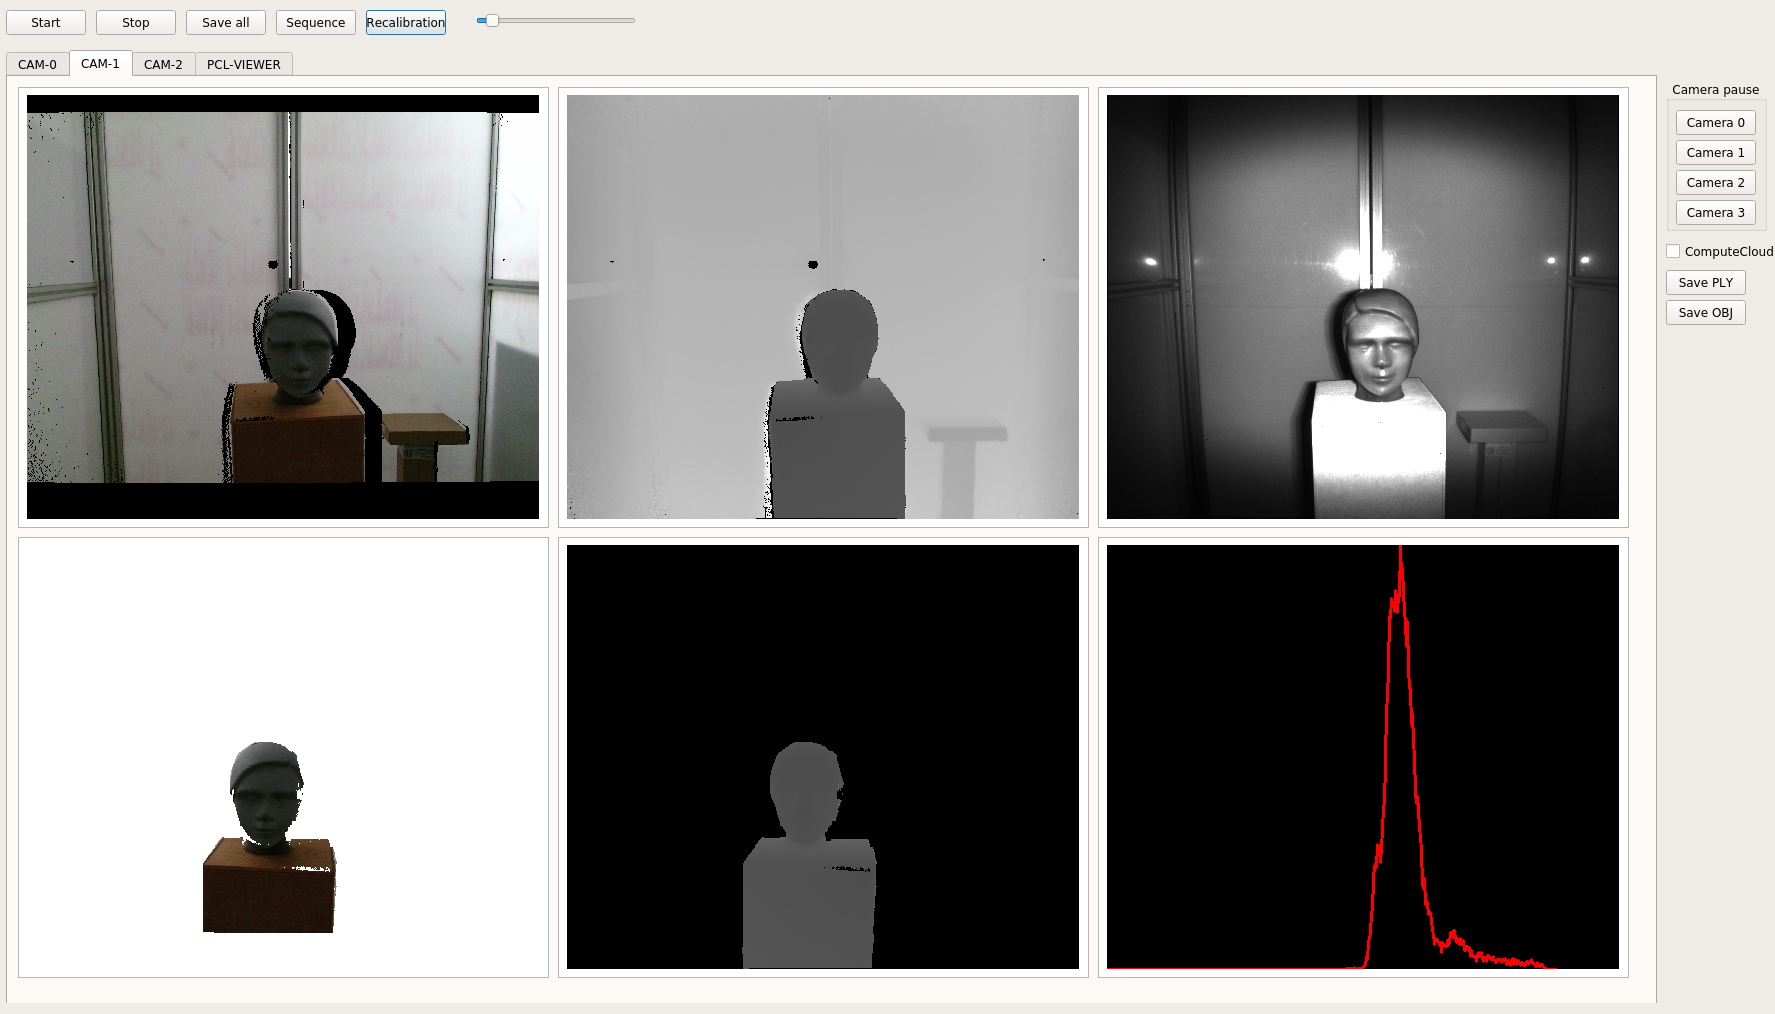 Start Stop Save all Sequence Recalibration
CAM-0 CAM-1 CAM-2 PCL-VIEWER
Camera pause
Camera 0
Camera 1
Camera 2
Camera 3
ComputeCloud
Save PLY
Save OBJ